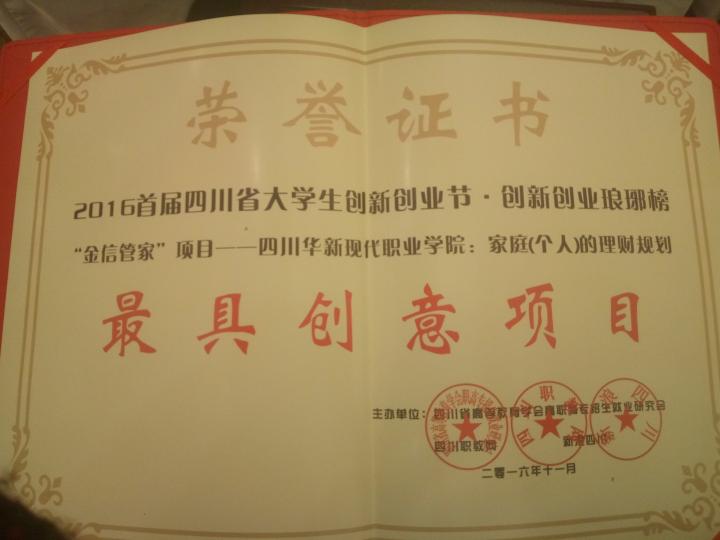 荣誉证书
2016首届四川省大学生创新创业节·创新创业琅琊榜
“金信管家”项目——四川华新现代职业学院：家庭(个人)的理财规划
最具创意项目
主办单位：四川省高等教育学会高职高专招生就业研究会
四川职教网 新浪四川
二零一六年十一月